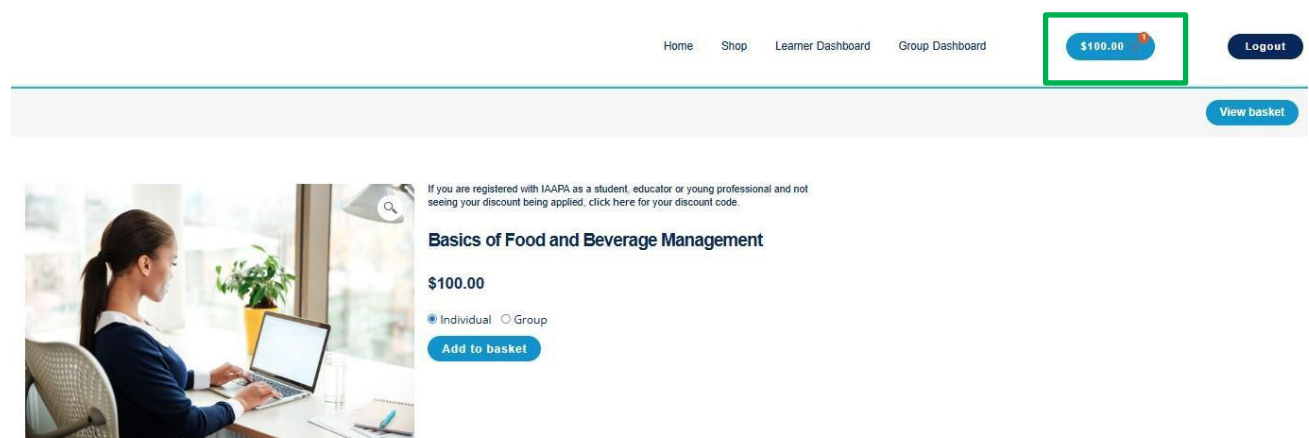 Home Shop Learner Dashboard Group Dashboard $100.00 1 Logout
View basket
If you are registered with IAAPA as a student, educator or young professional and not
seeing your discount being applied, click here for your discount code.
Basics of Food and Beverage Management
$100.00
Individual Group
Add to basket